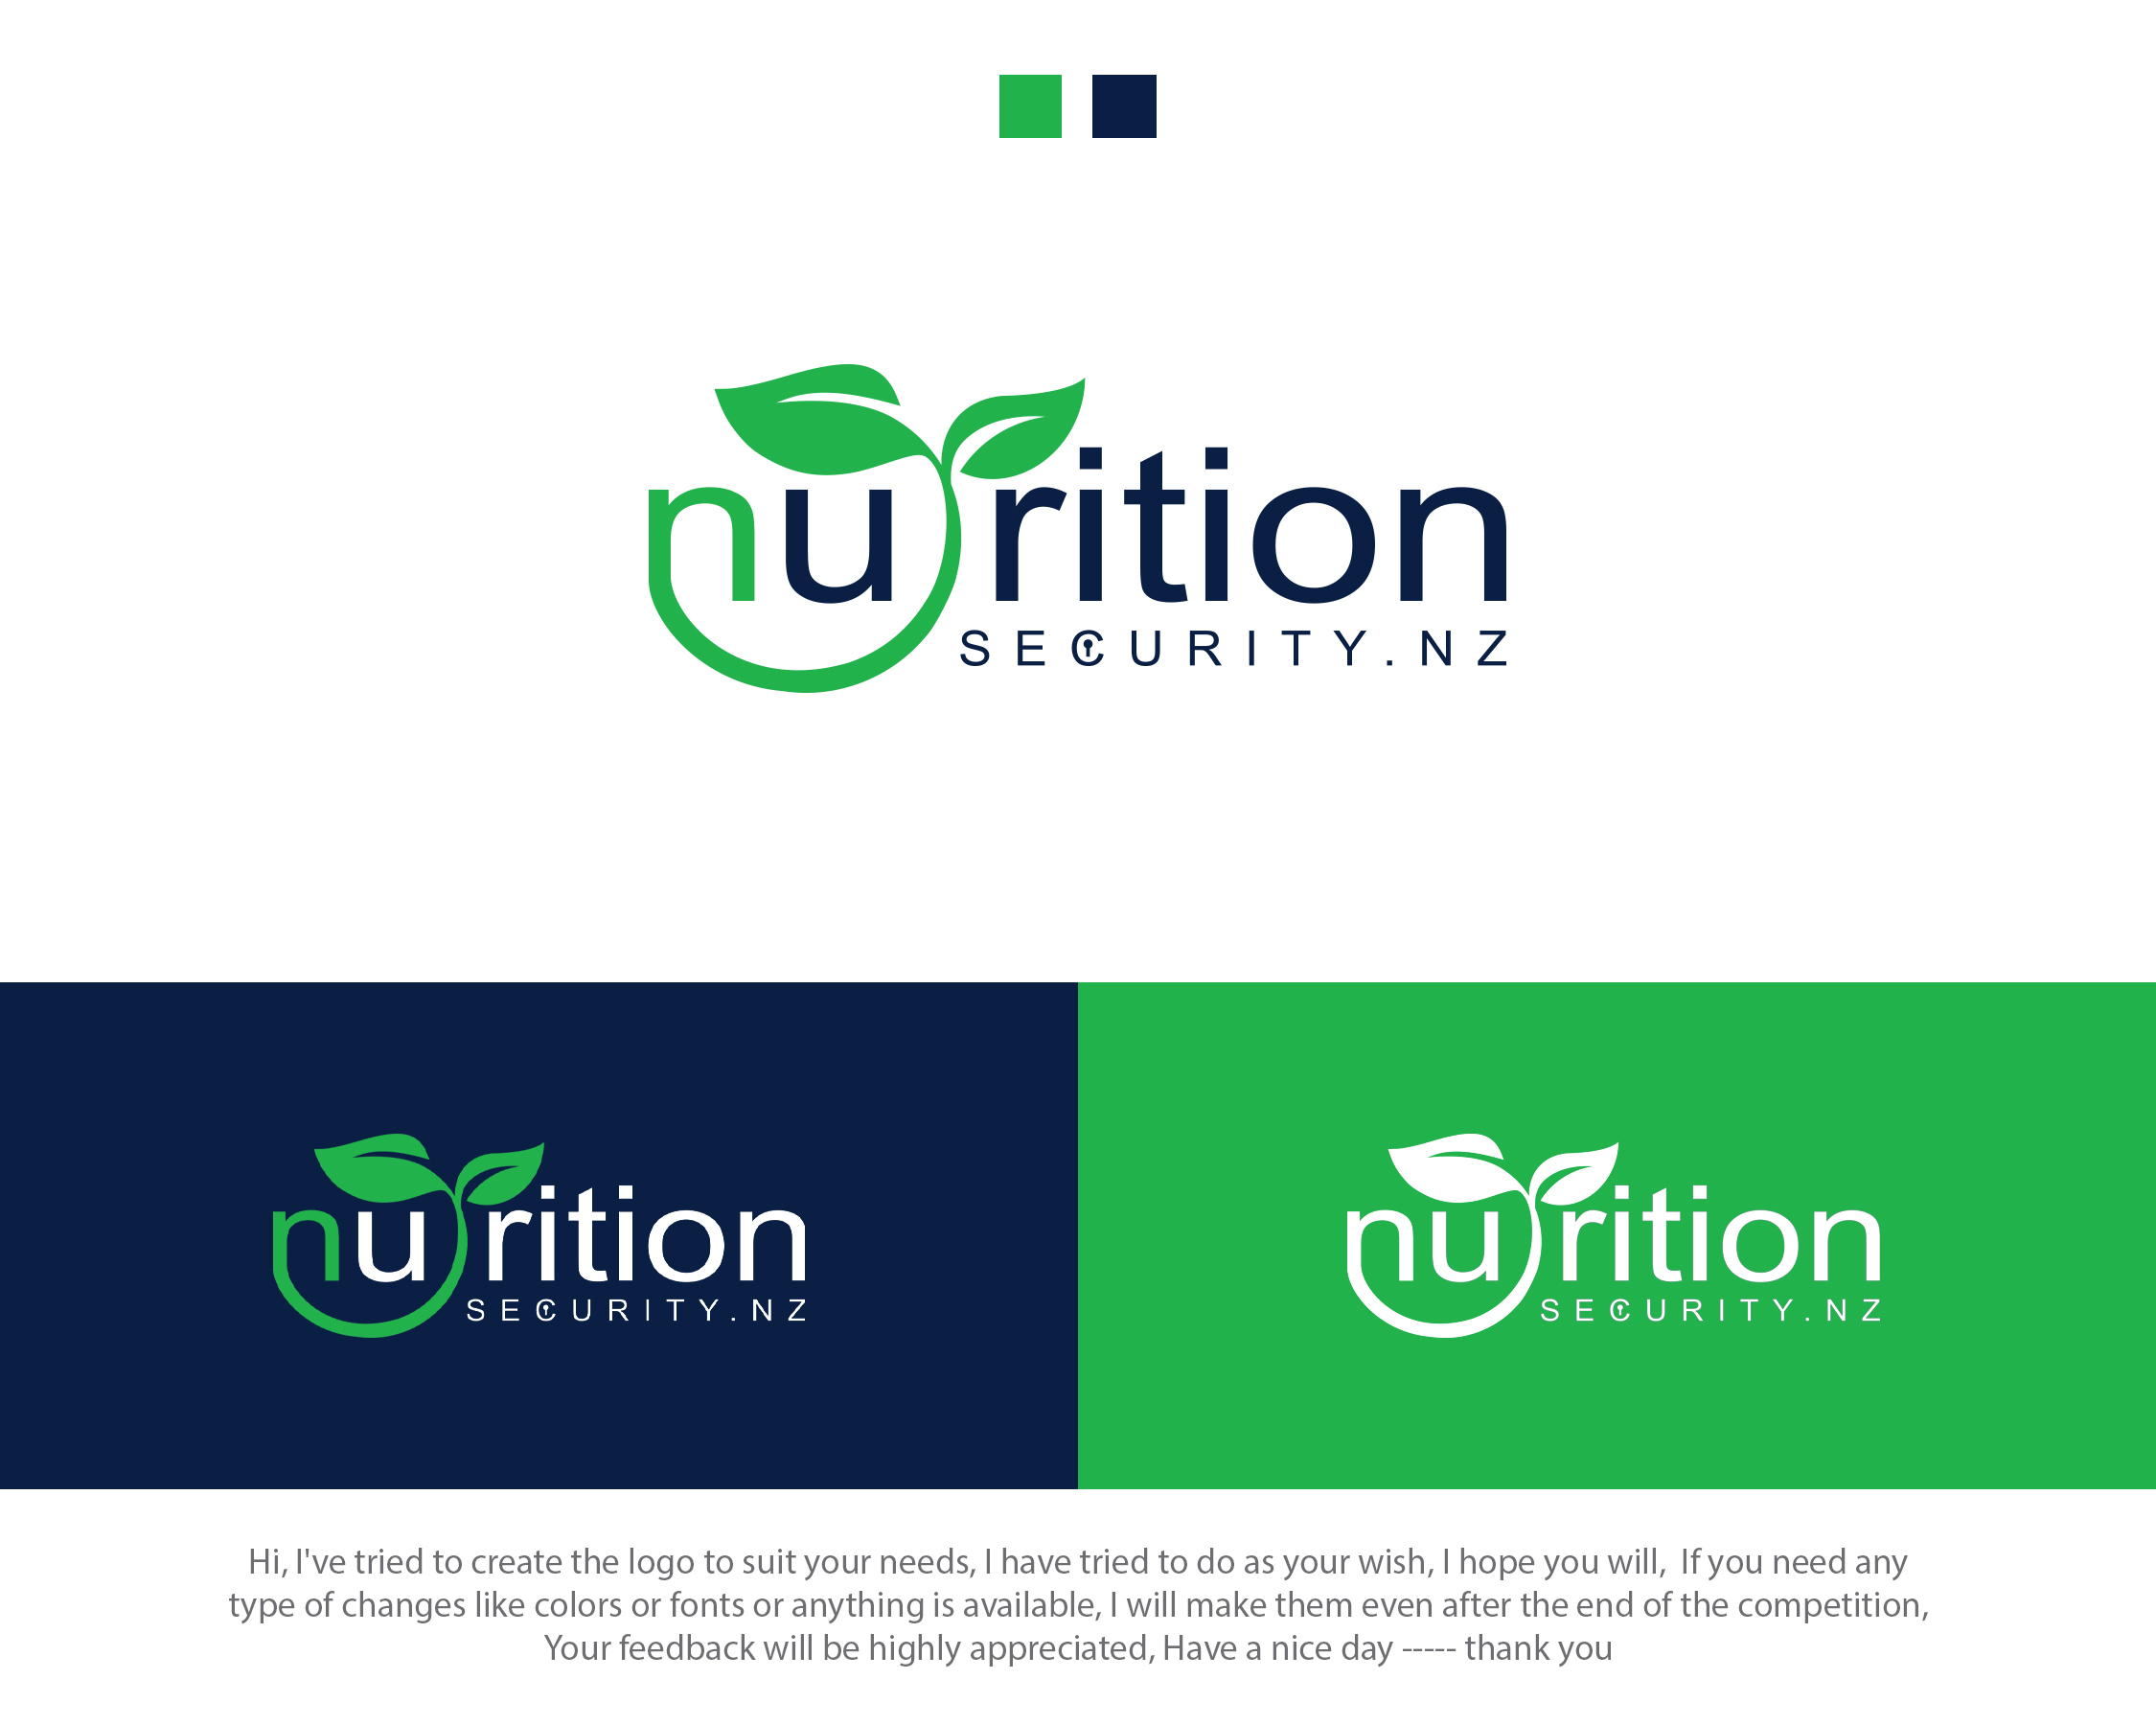 nutrition
SECURITY.NZ
nutrition
SECURITY.NZ
nutrition
SECURITY.NZ
Hi, I've tried to create the logo to suit your needs, I have tried to do as your wish, I hope you will, If you need any
type of changes like colors or fonts or anything is available, I will make them even after the end of the competition,
Your feedback will be highly appreciated, Have a nice day ----- thank you